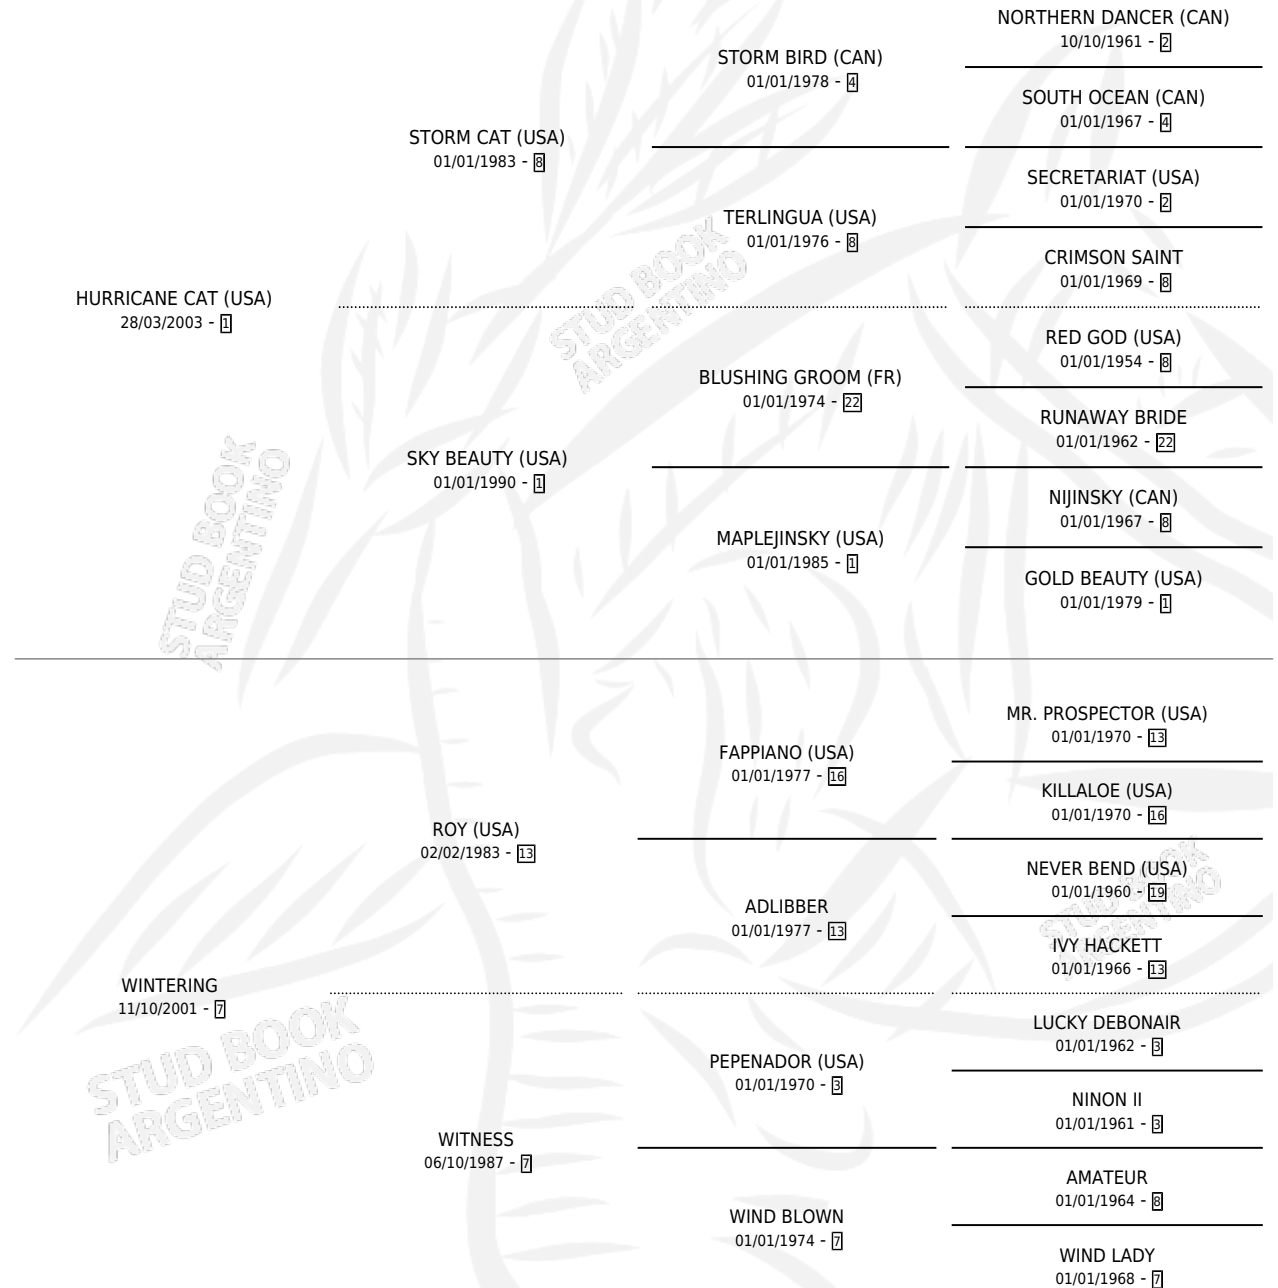 NORTHERN DANCER (CAN)
10/10/1961 - 2
STORM BIRD (CAN)
01/01/1978 - 4
SOUTH OCEAN (CAN)
01/01/1967 - 4
STORM CAT (USA)
01/01/1983 - 8
SECRETARIAT (USA)
01/01/1970 - 2
TERLINGUA (USA)
01/01/1976 - 8
CRIMSON SAINT
01/01/1969 - 8
HURRICANE CAT (USA)
28/03/2003 - 1
RED GOD (USA)
01/01/1954 - 8
BLUSHING GROOM (FR)
01/01/1974 - 22
RUNAWAY BRIDE
01/01/1962 - 22
SKY BEAUTY (USA)
01/01/1990 - 1
NIJINSKY (CAN)
01/01/1967 - 8
MAPLEJINSKY (USA)
01/01/1985 - 1
GOLD BEAUTY (USA)
01/01/1979 - 1
MR. PROSPECTOR (USA)
01/01/1970 - 13
FAPPIANO (USA)
01/01/1977 - 16
KILLALOE (USA)
01/01/1970 - 16
ROY (USA)
02/02/1983 - 13
NEVER BEND (USA)
01/01/1960 - 19
ADLIBBER
01/01/1977 - 13
IVY HACKETT
01/01/1966 - 13
WINTERING
11/10/2001 - 7
LUCKY DEBONAIR
01/01/1962 - 3
PEPENADOR (USA)
01/01/1970 - 3
NINON II
01/01/1961 - 3
WITNESS
06/10/1987 - 7
AMATEUR
01/01/1964 - 8
WIND BLOWN
01/01/1974 - 7
WIND LADY
01/01/1968 - 7
STUD BOOK
ARGENTINO
STUD BOOK
ARGENTINO
STUD BOOK
ARGENTINO
STUD BOOK
ARGENTINO